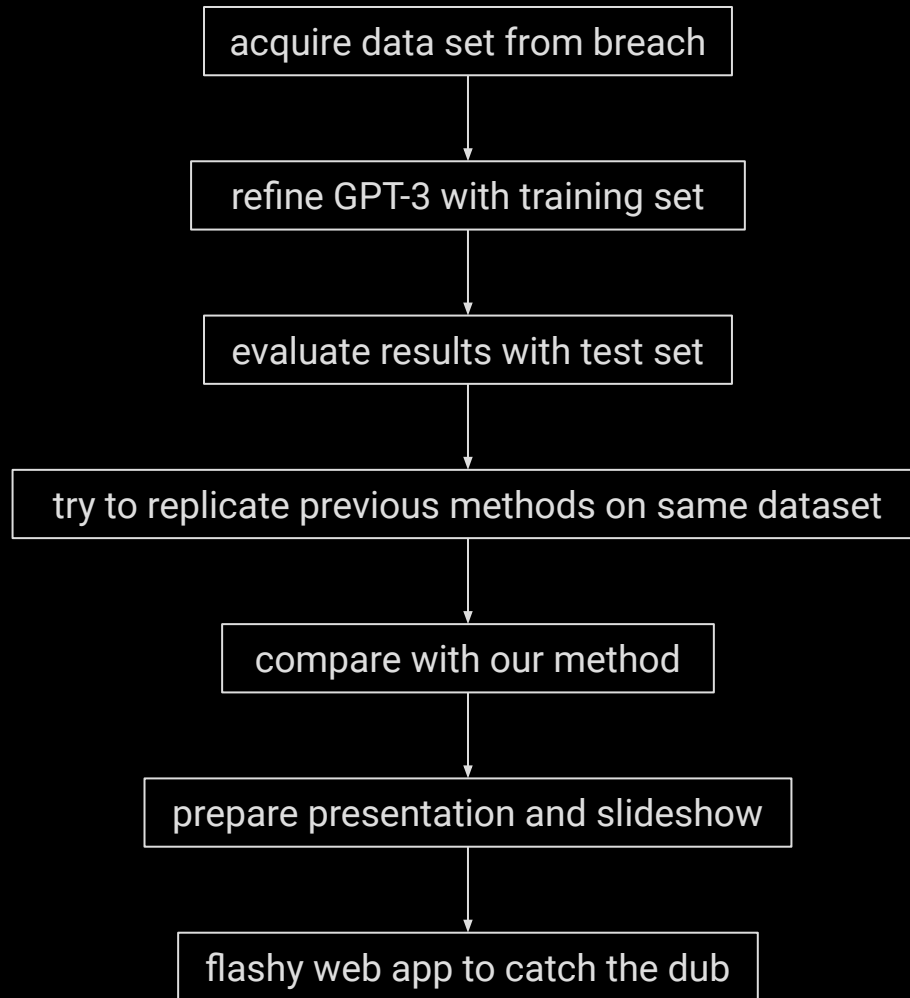 acquire data set from breach
refine GPT-3 with training set
evaluate results with test set
try to replicate previous methods on same dataset
compare with our method
prepare presentation and slideshow
flashy web app to catch the dub